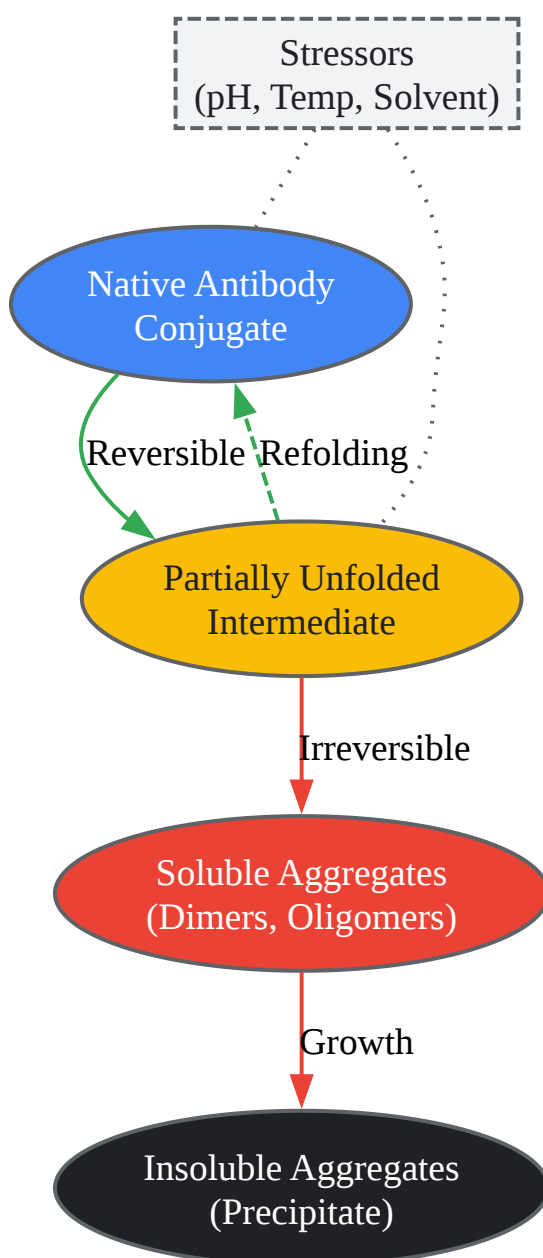 Stressors
(pH, Temp, Solvent)
Native Antibody
Conjugate
Reversible
Refolding
Partially Unfolded
Intermediate
Irreversible
Soluble Aggregates
(Dimers, Oligomers)
Growth
Insoluble Aggregates
(Precipitate)